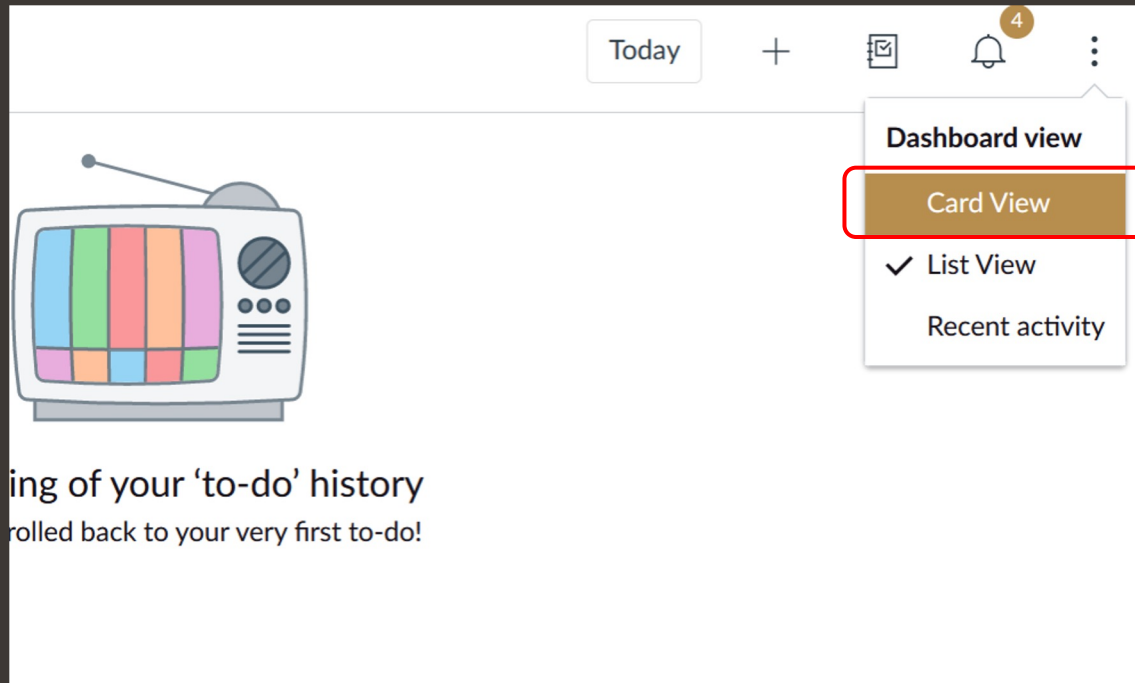 Today
4
Dashboard view
Card View
List View
Recent activity
ing of your ‘to-do’ history
rolled back to your very first to-do!